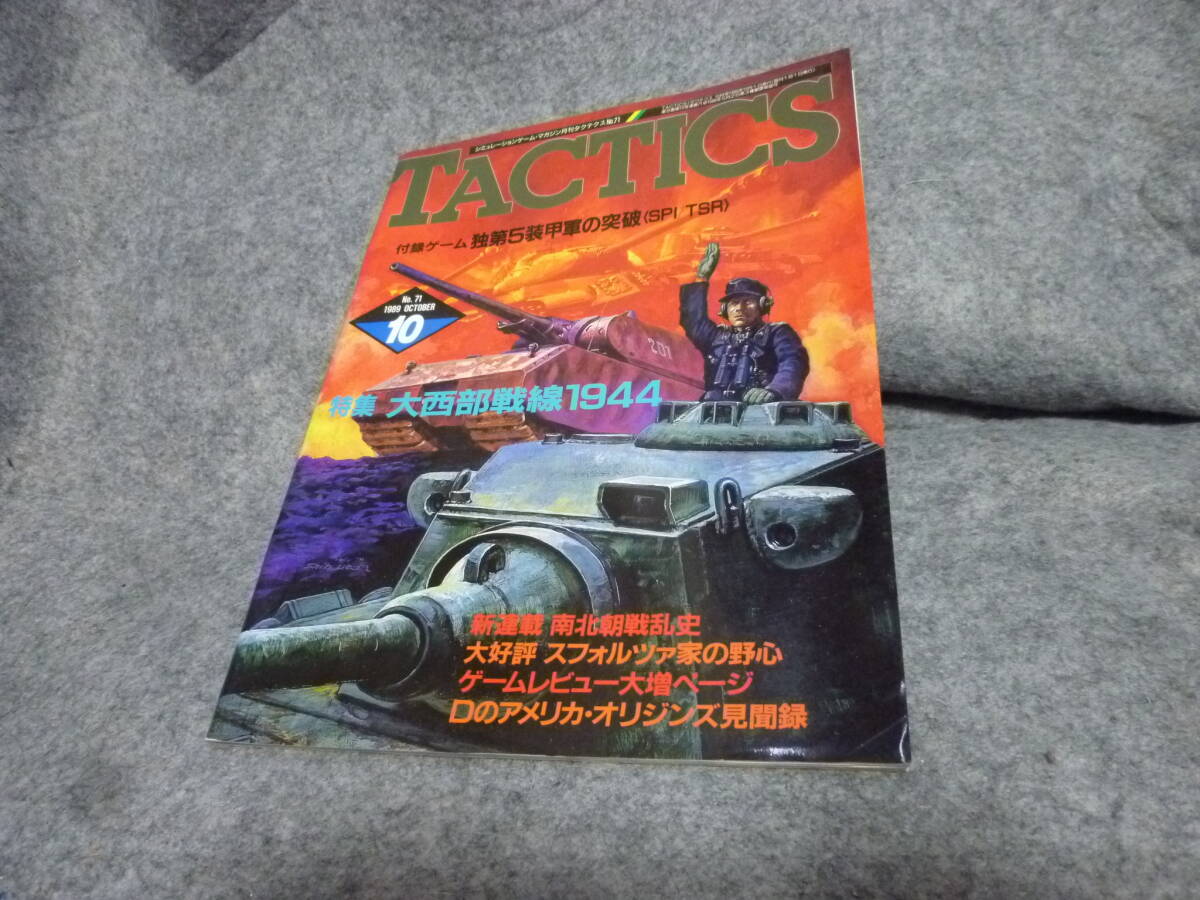 シミュレーションゲーム・マガジン月刊タクテクス No.71
TACTICS
付録ゲーム 独第5装甲軍の突破〈SPI/TSR〉
No. 71
1989 OCTOBER
10
207
特集 大西部戦線1944
新連載 南北朝戦乱史
大好評 スフォルツァ家の野心
ゲームレビュー大増ページ
Dのアメリカ・オリジンズ見聞録